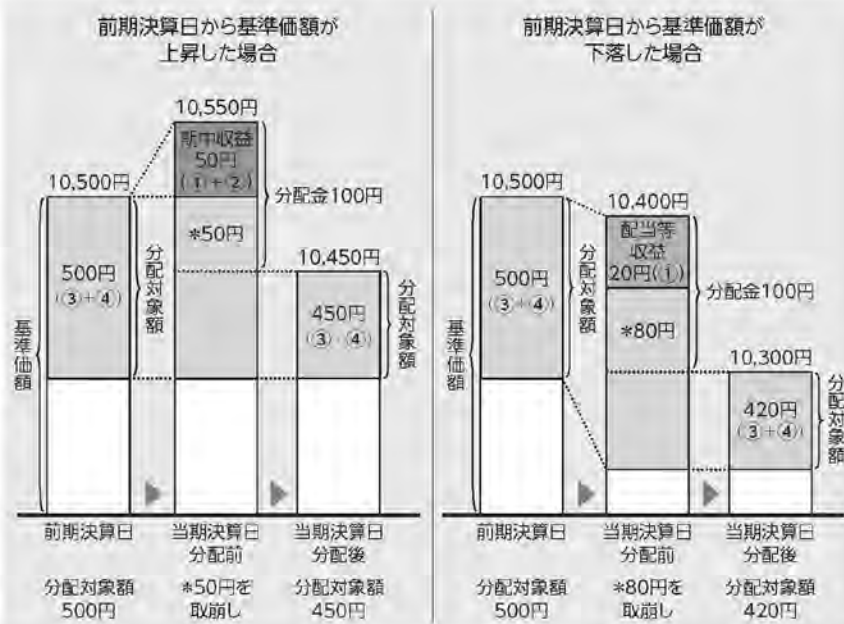 前期決算日から基準価額が
上昇した場合
10,550円
期中収益
50円
(①+②)
10,500円
分配金100円
*50円
10,450円
500円
(③+④)
分配対象額
450円
(③+④)
分配対象額
基準価額
前期決算日
当期決算日
分配前
当期決算日
分配後
分配対象額
500円
*50円を
取崩し
分配対象額
450円
前期決算日から基準価額が
下落した場合
10,500円
10,400円
配当等
収益
20円(①)
500円
(③+④)
分配対象額
分配金100円
*80円
10,300円
420円
(③+④)
分配対象額
基準価額
前期決算日
当期決算日
分配前
当期決算日
分配後
分配対象額
500円
*80円を
取崩し
分配対象額
420円